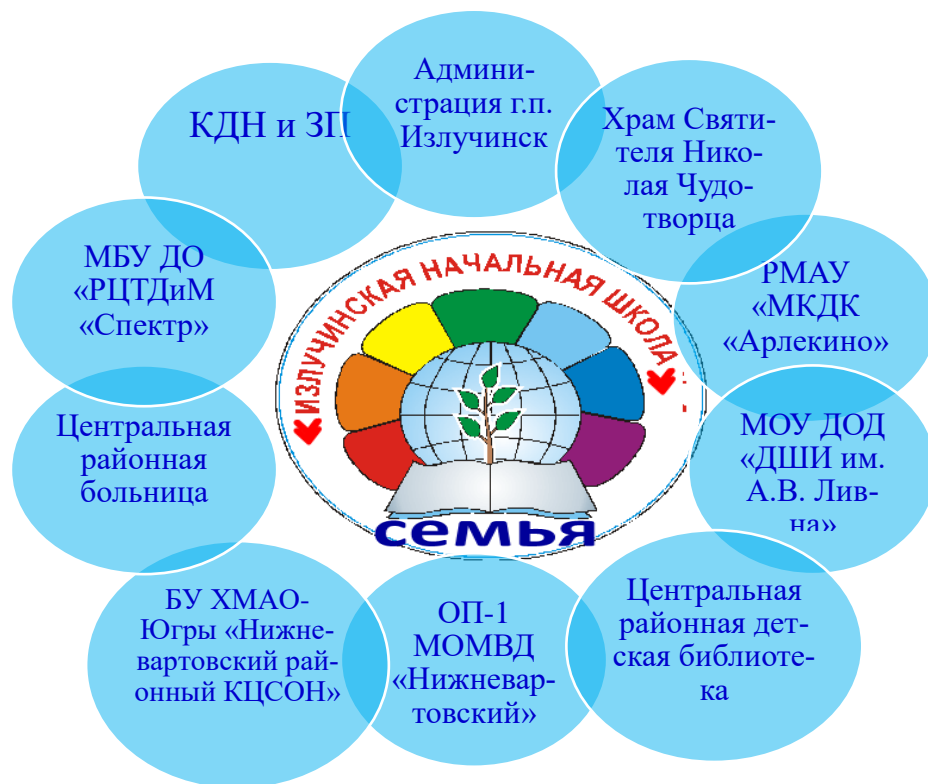 Админи-
страция г.п.
Излучинск
Храм Святи-
теля Нико-
лая Чудо-
творца
РМАУ
«МКДК
«Арлекино»
МОУ ДОД
«ДШИ им.
А.В. Лив-
на»
Центральная
районная дет-
ская библиоте-
ка
ОП-1
МОМВД
«Нижневар-
товский»
БУ ХМАО-
Югры «Нижне-
вартовский рай-
онный КЦСОН»
Центральная
районная
больница
МБУ ДО
«РЦТДиМ
«Спектр»
КДН и ЗП
ИЗЛУЧИНСКАЯ НАЧАЛЬНАЯ ШКОЛА
семья